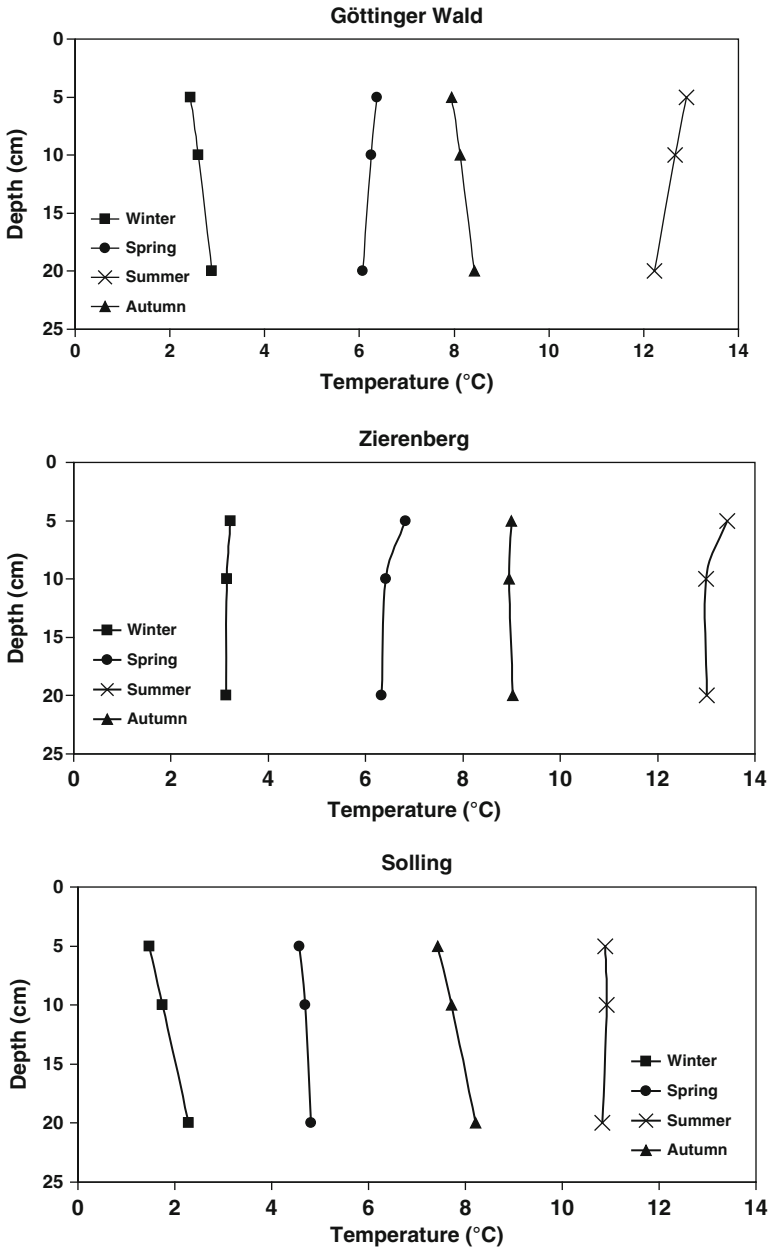 Göttinger Wald
0
5
10
15
20
25
Depth (cm)
Winter
Spring
Summer
Autumn
0 2 4 6 8 10 12 14
Temperature (°C)
Zierenberg
0
5
10
15
20
25
Depth (cm)
Winter
Spring
Summer
Autumn
0 2 4 6 8 10 12 14
Temperature (°C)
Solling
0
5
10
15
20
25
Depth (cm)
Winter
Spring
Summer
Autumn
0 2 4 6 8 10 12 14
Temperature (°C)